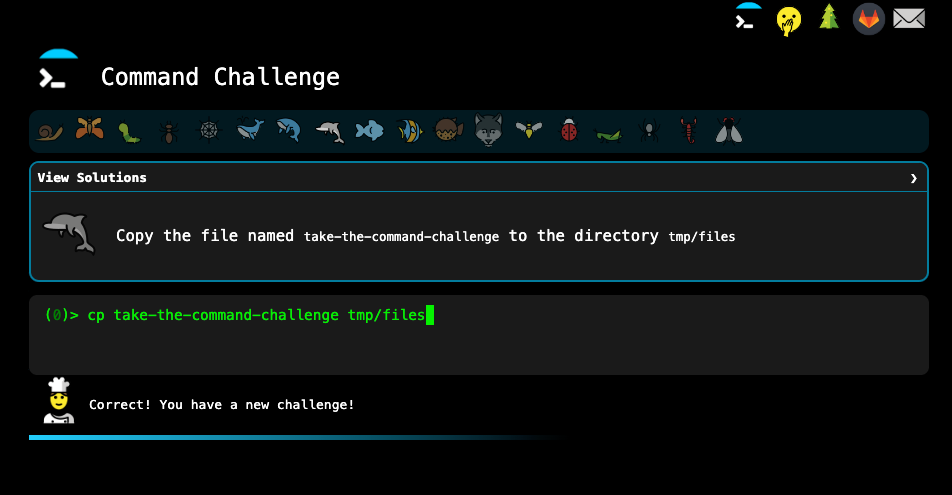 Command Challenge
View Solutions
Copy the file named take-the-command-challenge to the directory tmp/files
(0)> cp take-the-command-challenge tmp/files
Correct! You have a new challenge!